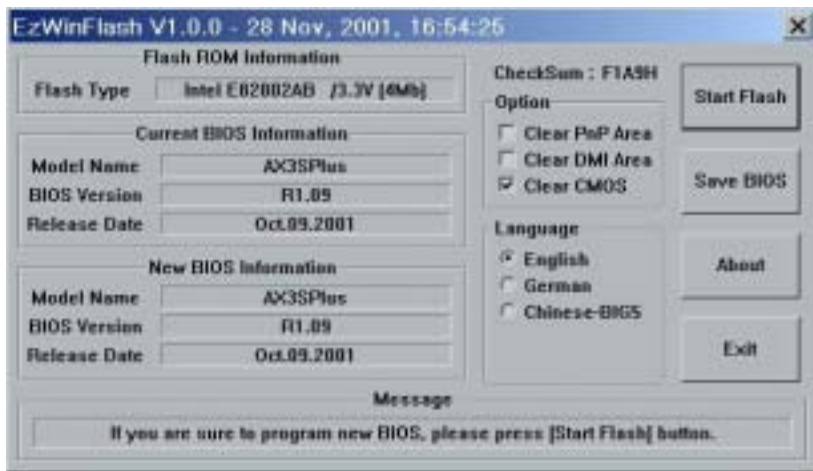 EzWinFlash V1.0.0 - 28 Nov, 2001, 16:54:25
Flash ROM Information
Flash Type Intel E82802AB /3.3V [4Mb]
Current BIOS Information
Model Name AX3SPlus
BIOS Version R1.09
Release Date Oct.09.2001
New BIOS Information
Model Name AX3SPlus
BIOS Version R1.09
Release Date Oct.09.2001
CheckSum : F1A9H
Option
Clear PnP Area
Clear DMI Area
Clear CMOS
Language
English
German
Chinese-BIG5
Start Flash
Save BIOS
About
Exit
Message
If you are sure to program new BIOS, please press [Start Flash] button.